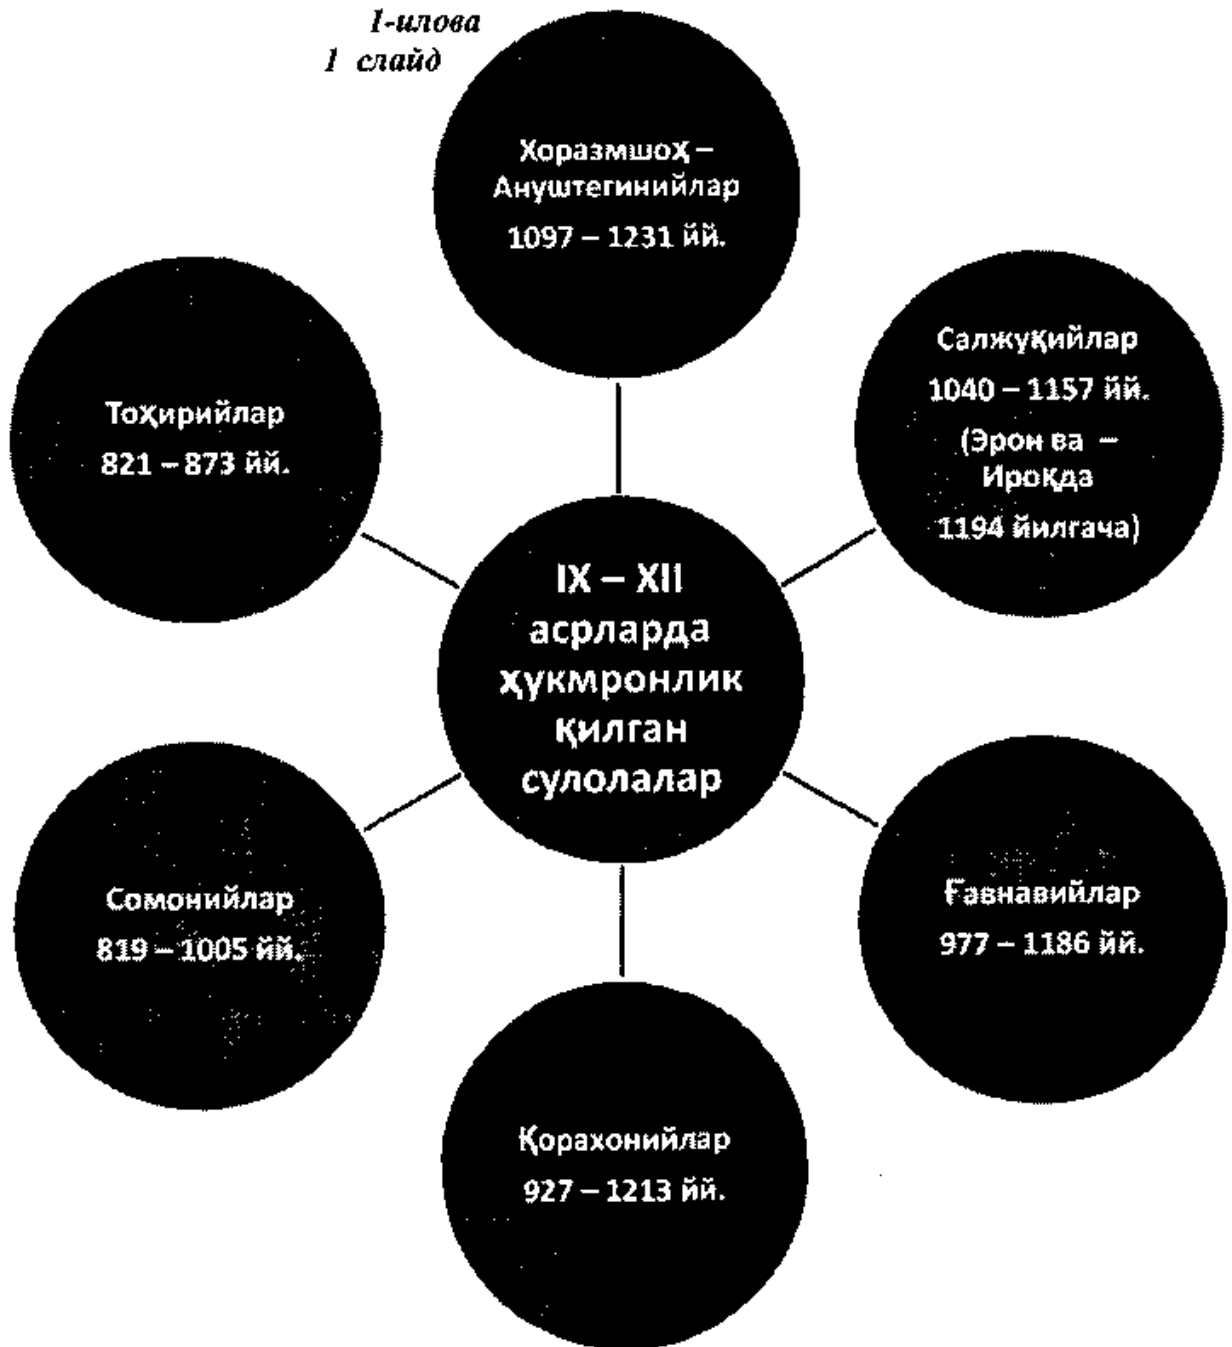 1-илова
1 слайд
Хоразмшоҳ –
Ануштегинийлар
1097 – 1231 йй.
Салжуқийлар
1040 – 1157 йй.
(Эрон ва –
Ироқда
1194 йилгача)
Тоҳирийлар
821 – 873 йй.
IX – XII
асрларда
ҳукмронлик
қилган
сулолалар
Сомонийлар
819 – 1005 йй.
Ғавнавийлар
977 – 1186 йй.
Қорахонийлар
927 – 1213 йй.